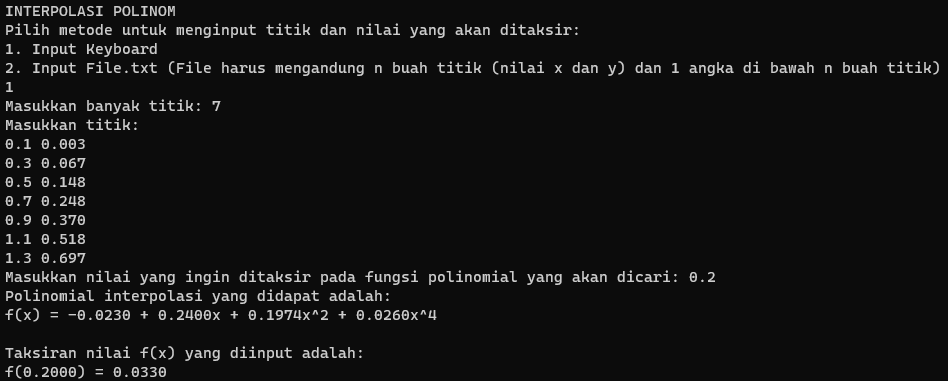 INTERPOLASI POLINOM
Pilih metode untuk menginput titik dan nilai yang akan ditaksir:
1. Input Keyboard
2. Input File.txt (File harus mengandung n buah titik (nilai x dan y) dan 1 angka di bawah n buah titik)
1
Masukkan banyak titik: 7
Masukkan titik:
0.1 0.003
0.3 0.067
0.5 0.148
0.7 0.248
0.9 0.370
1.1 0.518
1.3 0.697
Masukkan nilai yang ingin ditaksir pada fungsi polinomial yang akan dicari: 0.2
Polinomial interpolasi yang didapat adalah:
f(x) = -0.0230 + 0.2400x + 0.1974x^2 + 0.0260x^4
Taksiran nilai f(x) yang diinput adalah:
f(0.2000) = 0.0330